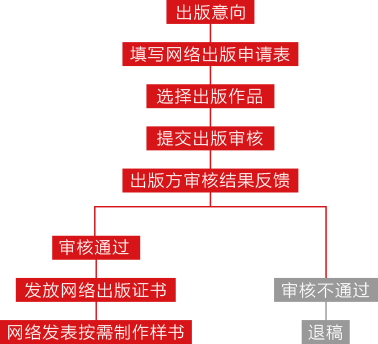 出版意向
填写网络出版申请表
选择出版作品
提交出版审核
出版方审核结果反馈
审核通过
发放网络出版证书
审核不通过
网络发表按需制作样书
退稿